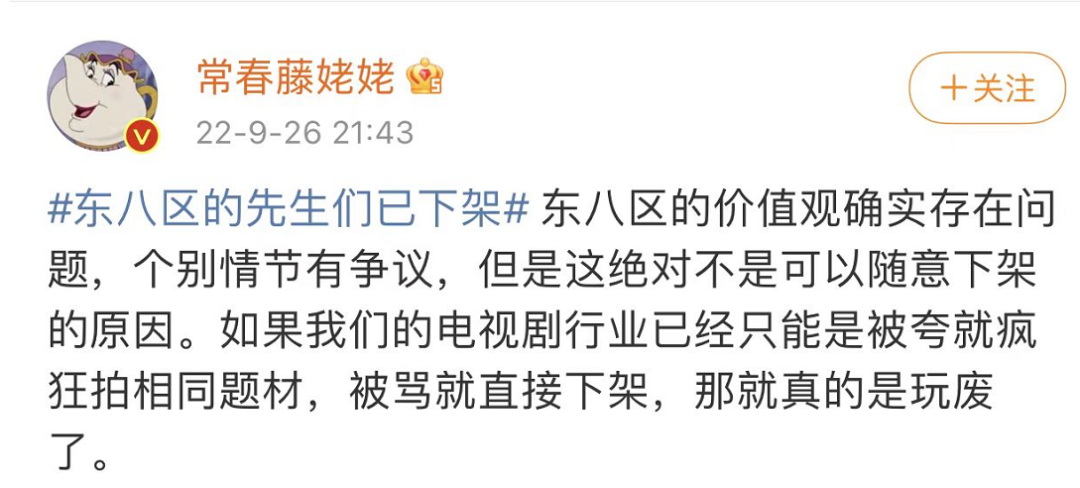 常春藤姥姥
22-9-26 21:43
+关注
#东八区的先生们已下架# 东八区的价值观确实存在问
题，个别情节有争议，但是这绝对不是可以随意下架
的原因。如果我们的电视剧行业已经只能是被夸就疯
狂拍相同题材，被骂就直接下架，那就真的是玩废
了。